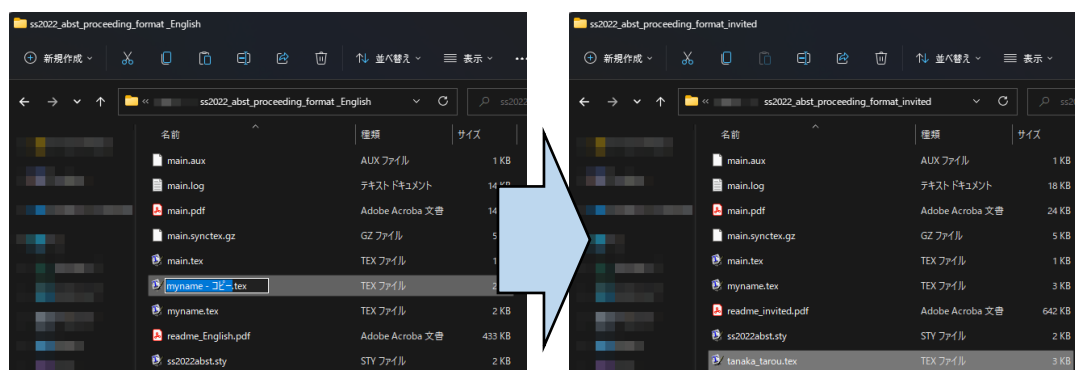 ss2022_abst_proceeding_format _English
新規作成
並べ替え
表示
ss2022_abst_proceeding_format _English
ss2022
名前 種類 サイズ
main.aux AUX ファイル 1 KB
main.log テキスト ドキュメント 14 KB
main.pdf Adobe Acroba 文書 14
main.synctex.gz GZ ファイル 5
main.tex TEX ファイル 1
myname - コピー.tex TEX ファイル 2
myname.tex TEX ファイル 2 KB
readme_English.pdf Adobe Acroba 文書 433 KB
ss2022abst.sty STY ファイル 2 KB
ss2022_abst_proceeding_format_invited
新規作成
並べ替え
表示
ss2022_abst_proceeding_format_invited
名前 種類 サイズ
main.aux AUX ファイル 1 KB
main.log テキスト ドキュメント 18 KB
main.pdf Adobe Acroba 文書 24 KB
main.synctex.gz GZ ファイル 5 KB
main.tex TEX ファイル 1 KB
myname.tex TEX ファイル 3 KB
readme_invited.pdf Adobe Acroba 文書 642 KB
ss2022abst.sty STY ファイル 2 KB
tanaka_tarou.tex TEX ファイル 3 KB